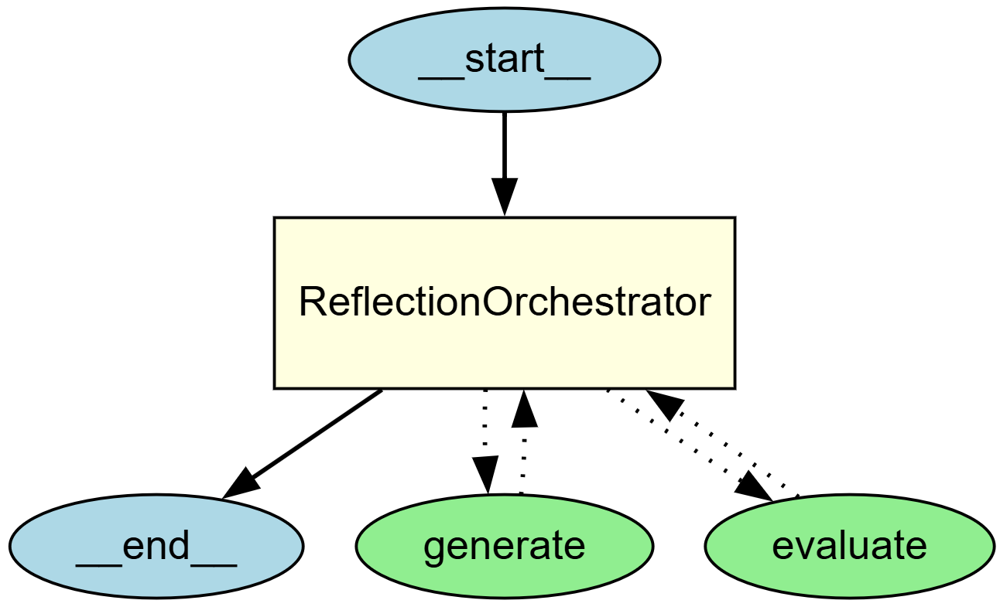 __start__
ReflectionOrchestrator
__end__
generate
evaluate